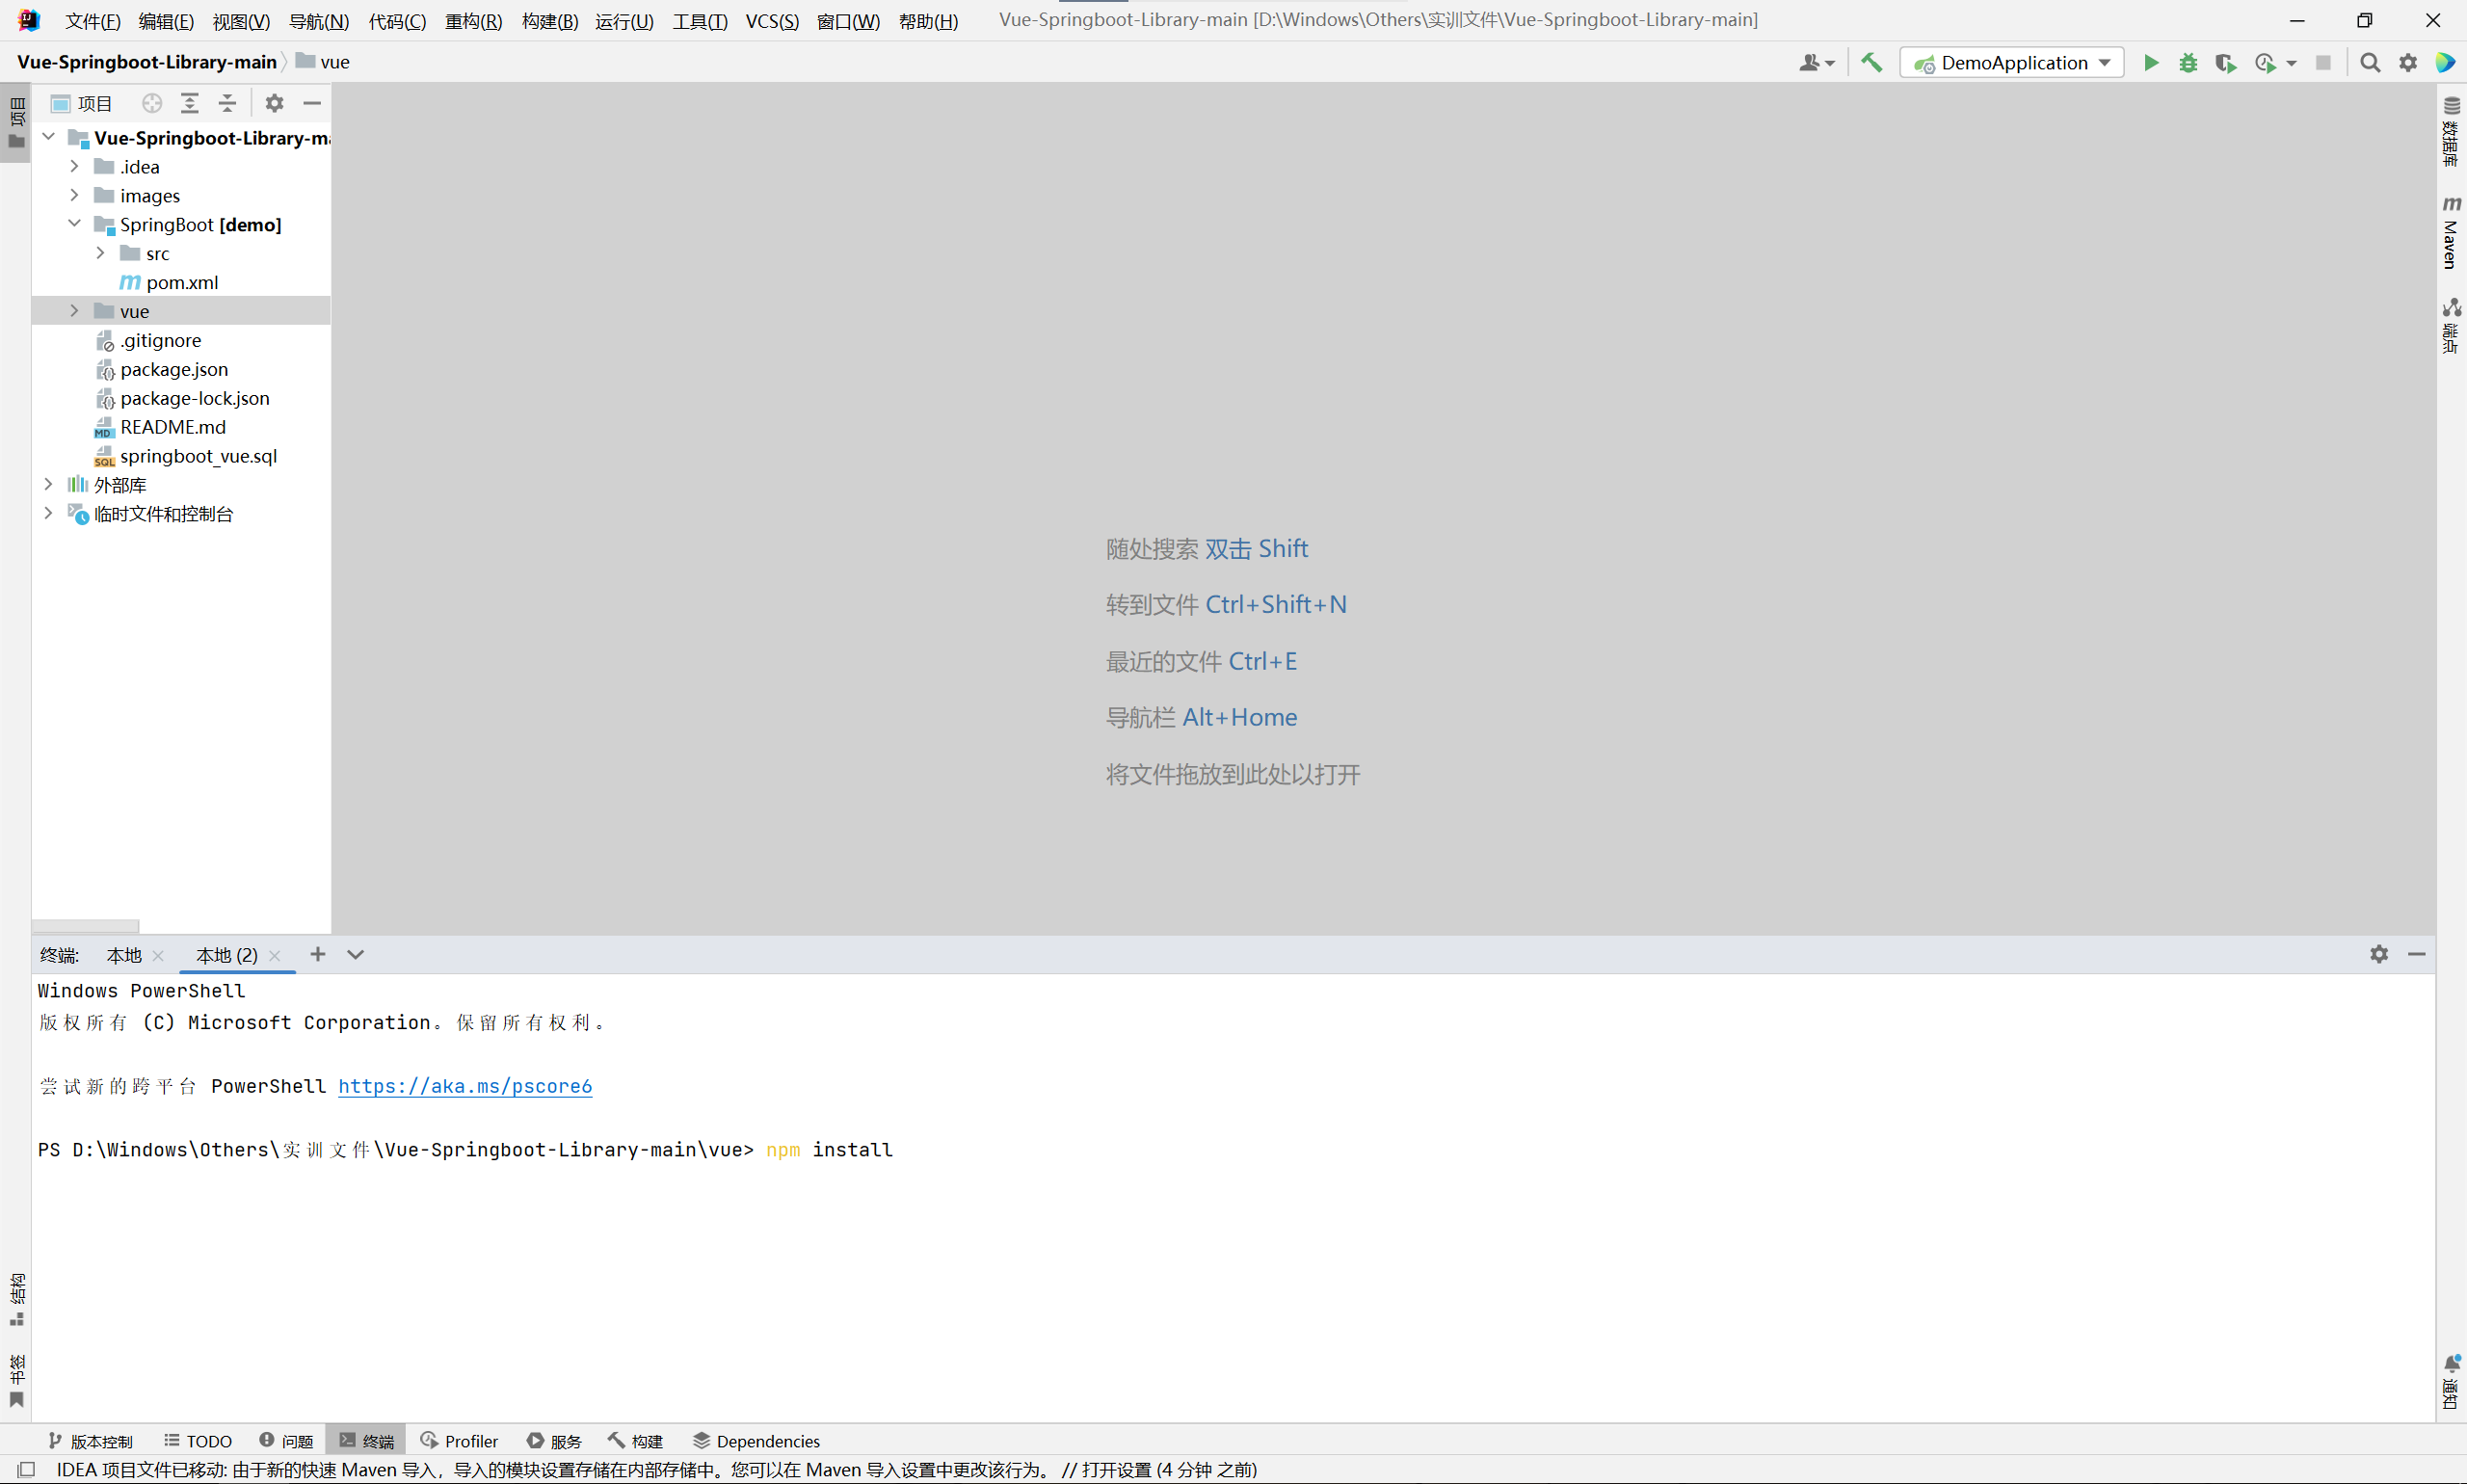 文件(F) 编辑(E) 视图(V) 导航(N) 代码(C) 重构(R) 构建(B) 运行(U) 工具(T) VCS(S) 窗口(W) 帮助(H) Vue-Springboot-Library-main [D:\Windows\Others\实训文件\Vue-Springboot-Library-main]
Vue-Springboot-Library-main vue DemoApplication
项目
项目
Vue-Springboot-Library-ma
.idea
images
SpringBoot [demo]
src
pom.xml
vue
.gitignore
package.json
package-lock.json
README.md
springboot_vue.sql
外部库
临时文件和控制台
随处搜索 双击 Shift
转到文件 Ctrl+Shift+N
最近的文件 Ctrl+E
导航栏 Alt+Home
将文件拖放到此处以打开
数据库
Maven
端点
终端: 本地 本地 (2)
Windows PowerShell
版权所有 (C) Microsoft Corporation。保留所有权利。
尝试新的跨平台 PowerShell https://aka.ms/pscore6
PS D:\Windows\Others\实训文件\Vue-Springboot-Library-main\vue> npm install
结构
书签
通知
版本控制 TODO 问题 终端 Profiler 服务 构建 Dependencies
IDEA 项目文件已移动: 由于新的快速 Maven 导入，导入的模块设置存储在内部存储中。您可以在 Maven 导入设置中更改该行为。 // 打开设置 (4 分钟 之前)